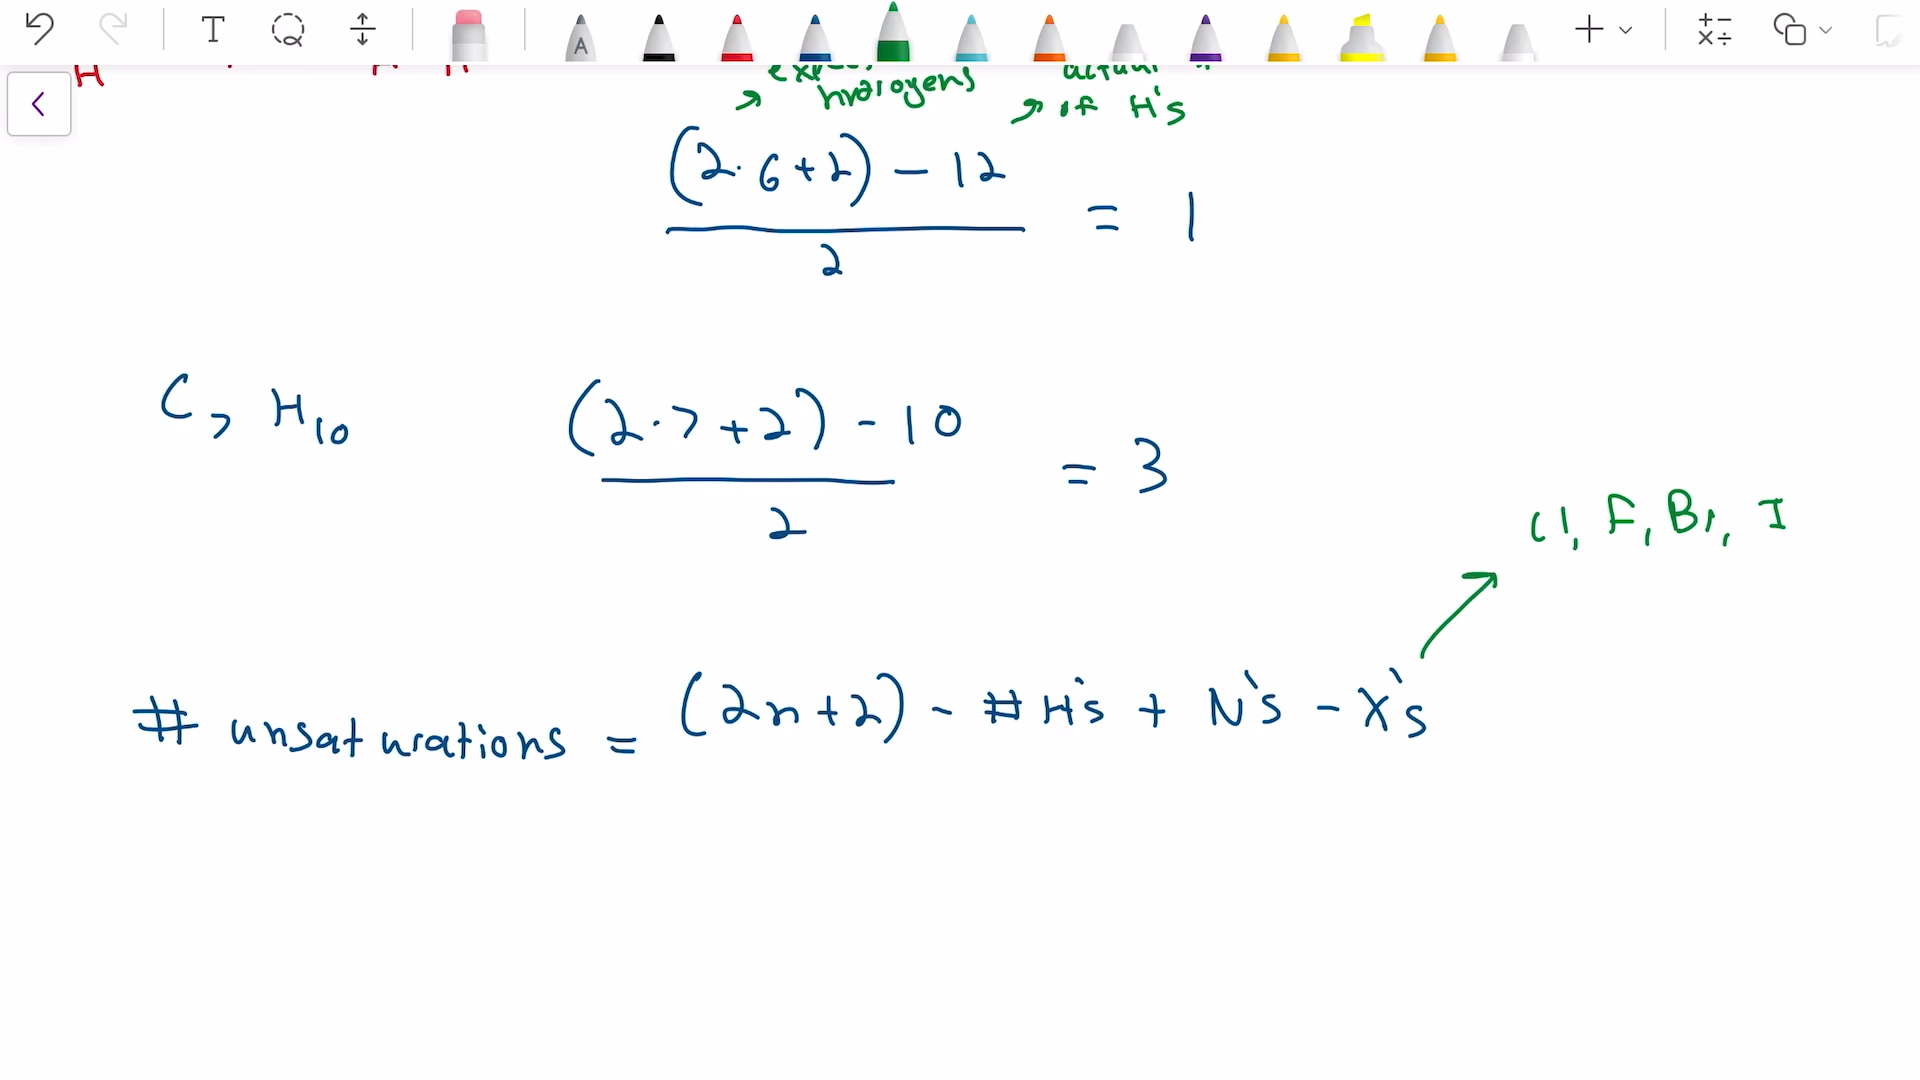 T
A
H
hydrogens
of H's
(2·6+2) - 12
2
= 1
C7 H10
(2·7+2) - 10
2
= 3
Cl, F, Br, I
# unsaturations = (2n+2) - # H's + N's - X's